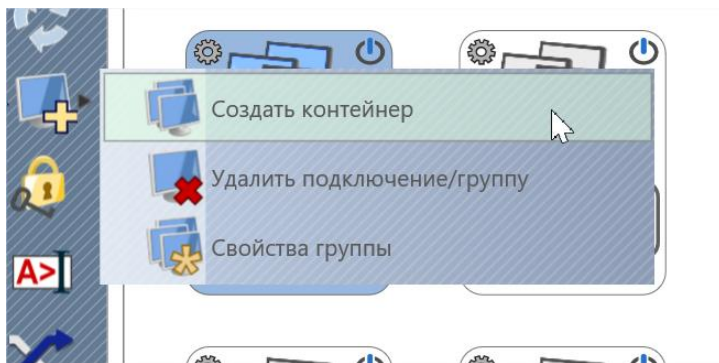 Создать контейнер
Удалить подключение/группу
Свойства группы
A>